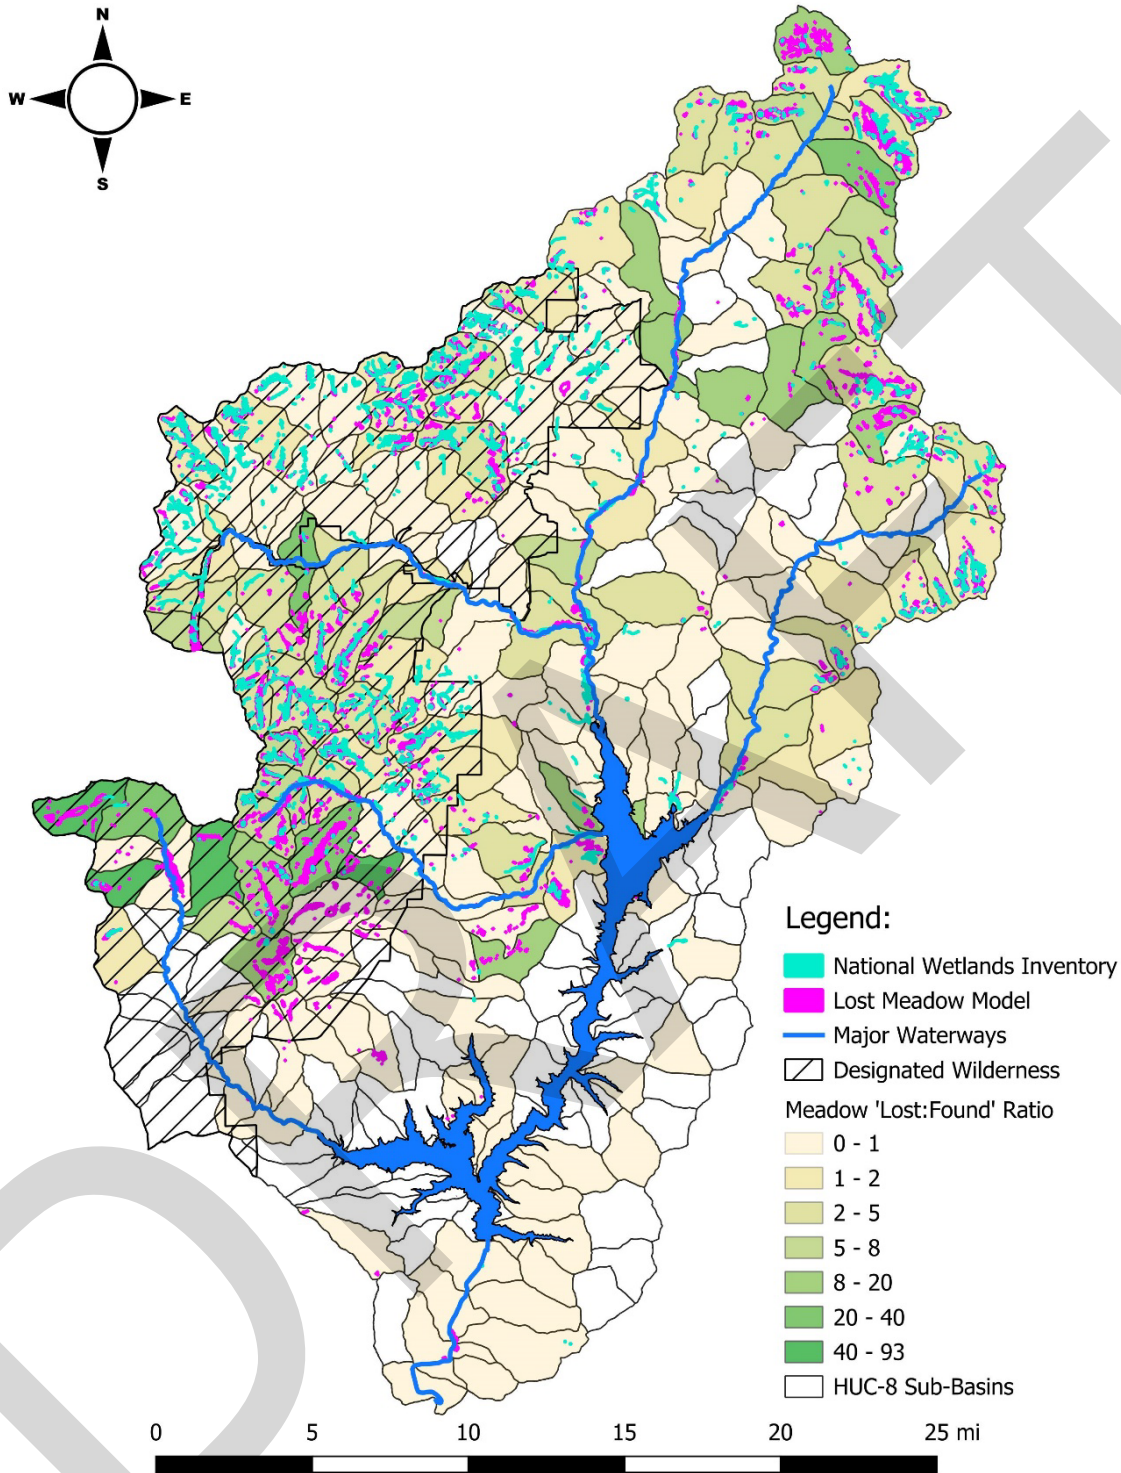 N
W E
S
DRAFT
Legend:
National Wetlands Inventory
Lost Meadow Model
Major Waterways
Designated Wilderness
Meadow 'Lost:Found' Ratio
0 - 1
1 - 2
2 - 5
5 - 8
8 - 20
20 - 40
40 - 93
HUC-8 Sub-Basins
0 5 10 15 20 25 mi